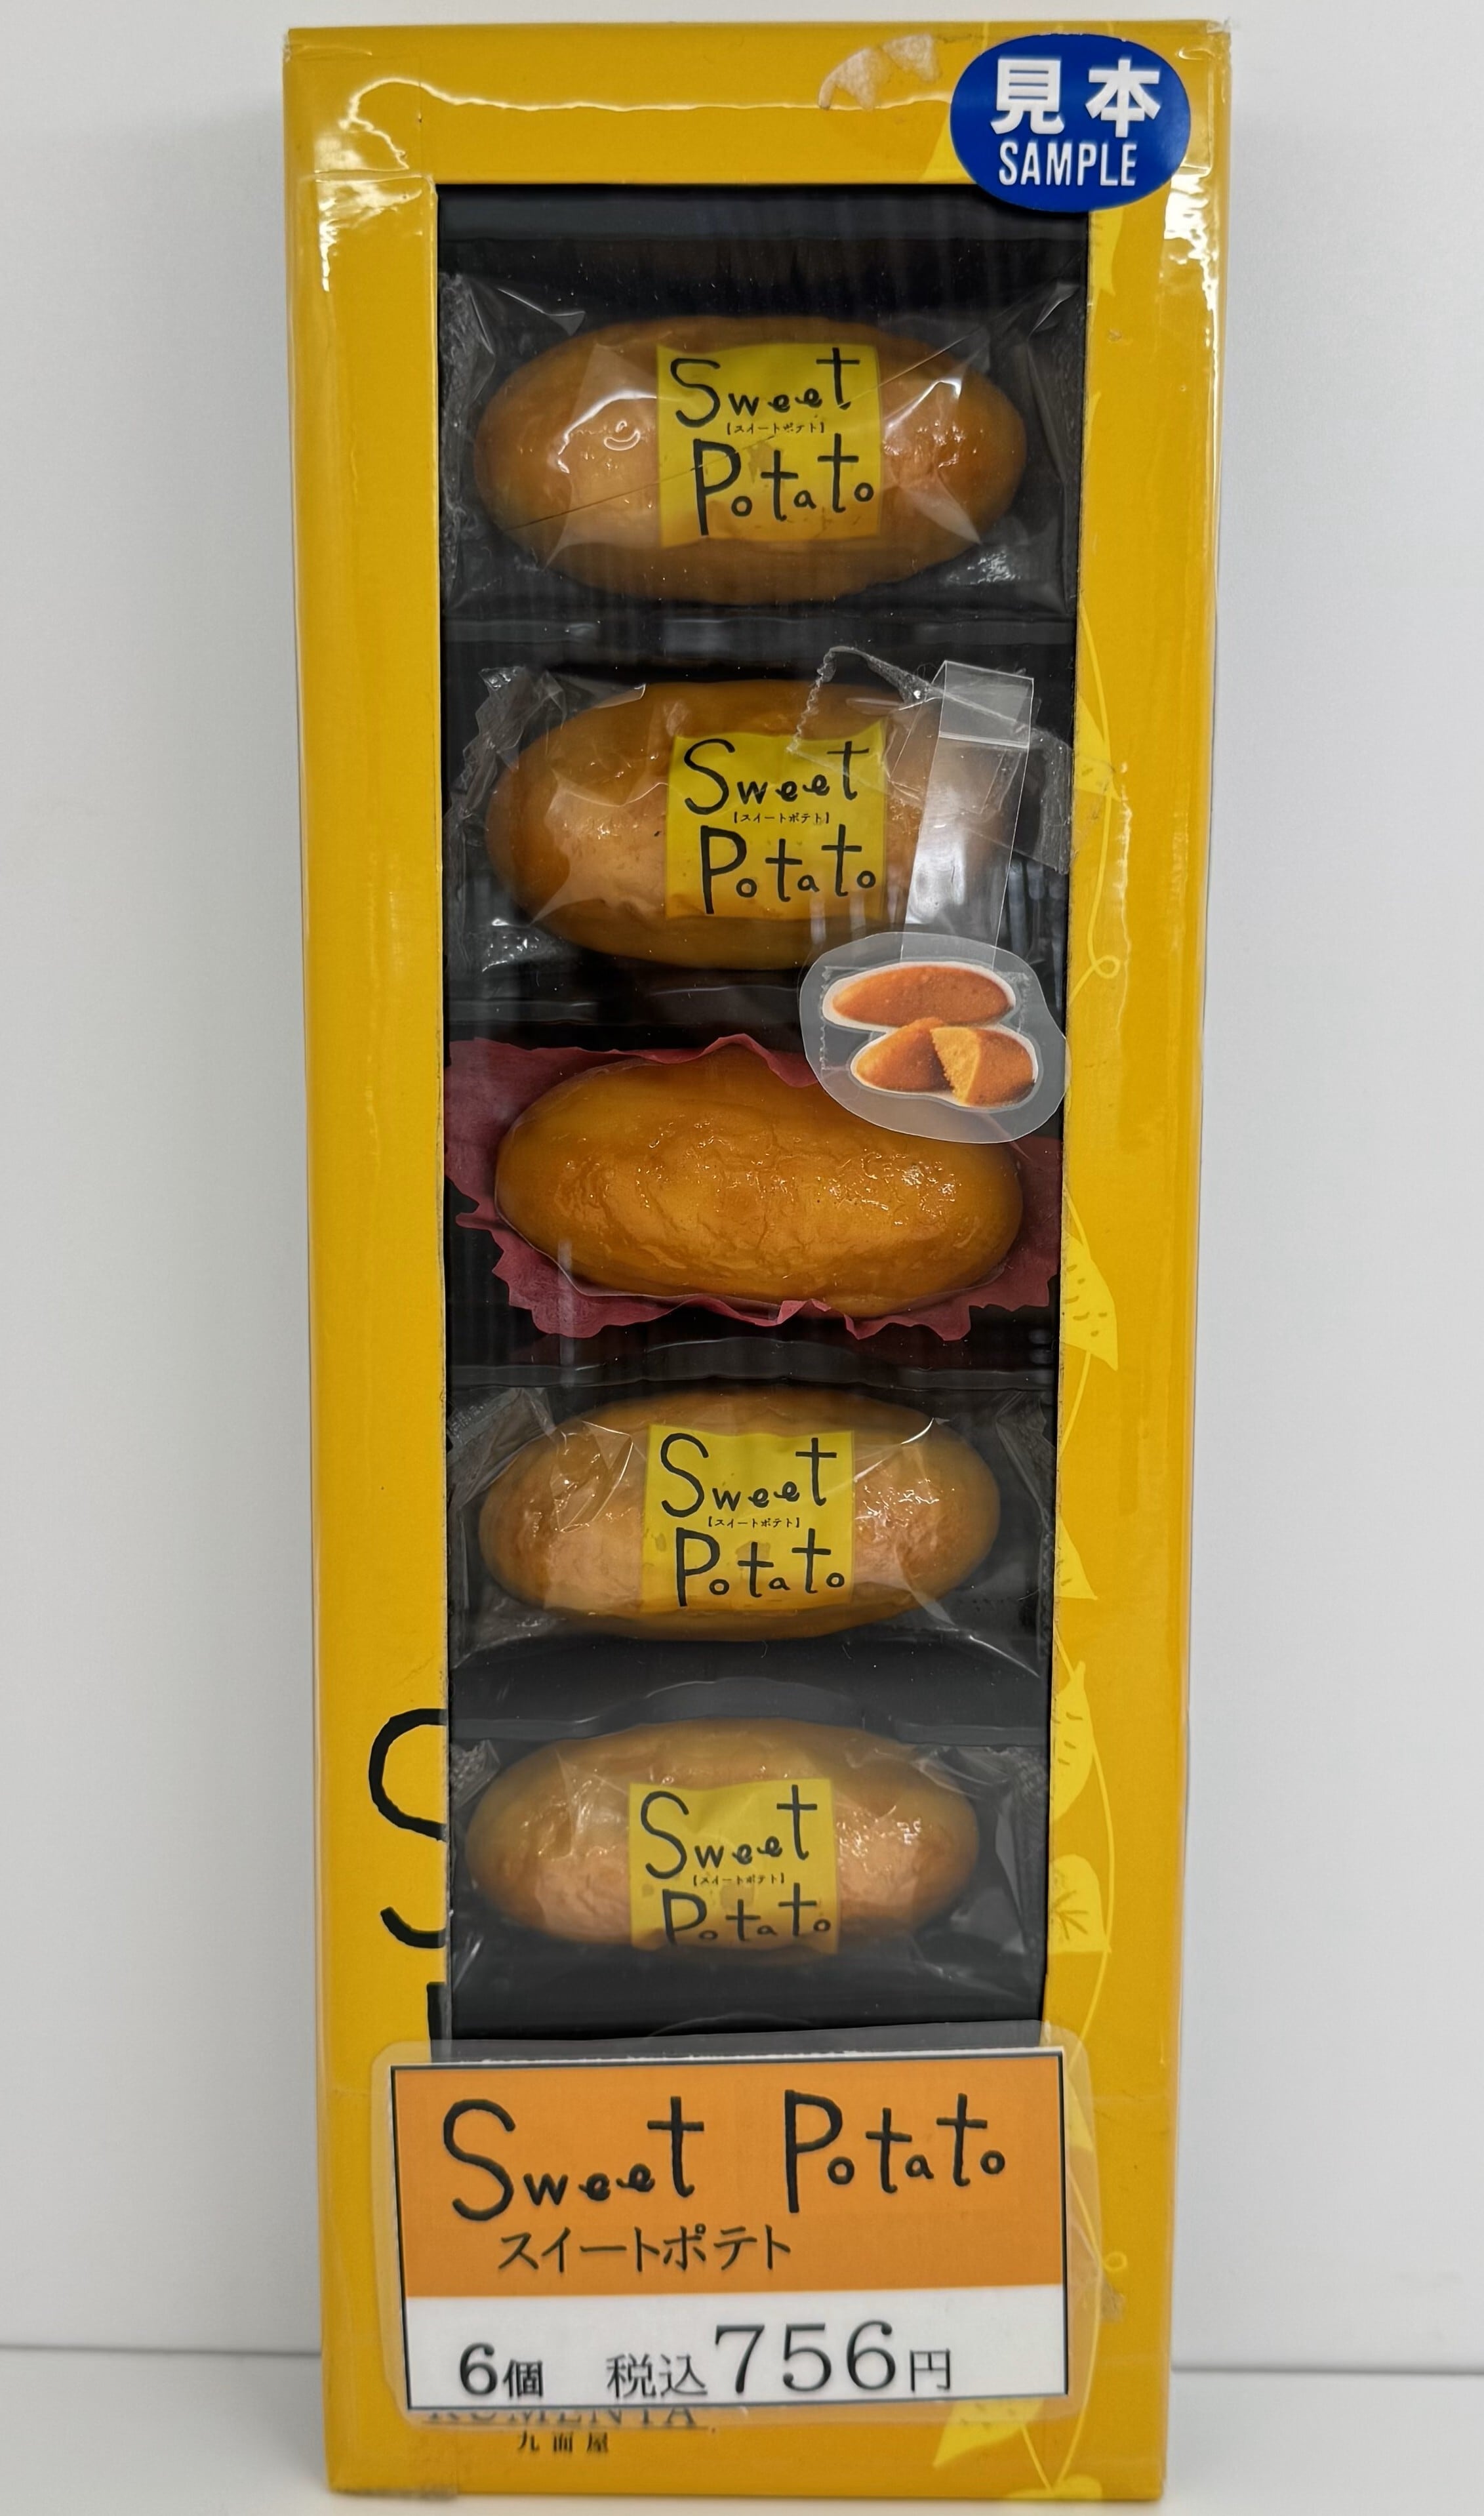 見本
SAMPLE
Sweet
【スイートポテト】
Potato
Sweet
【スイートポテト】
Potato
Sweet
【スイートポテト】
Potato
Sweet
【スイートポテト】
Potato
S
Sweet Potato
スイートポテト
6個 税込756円
九面屋